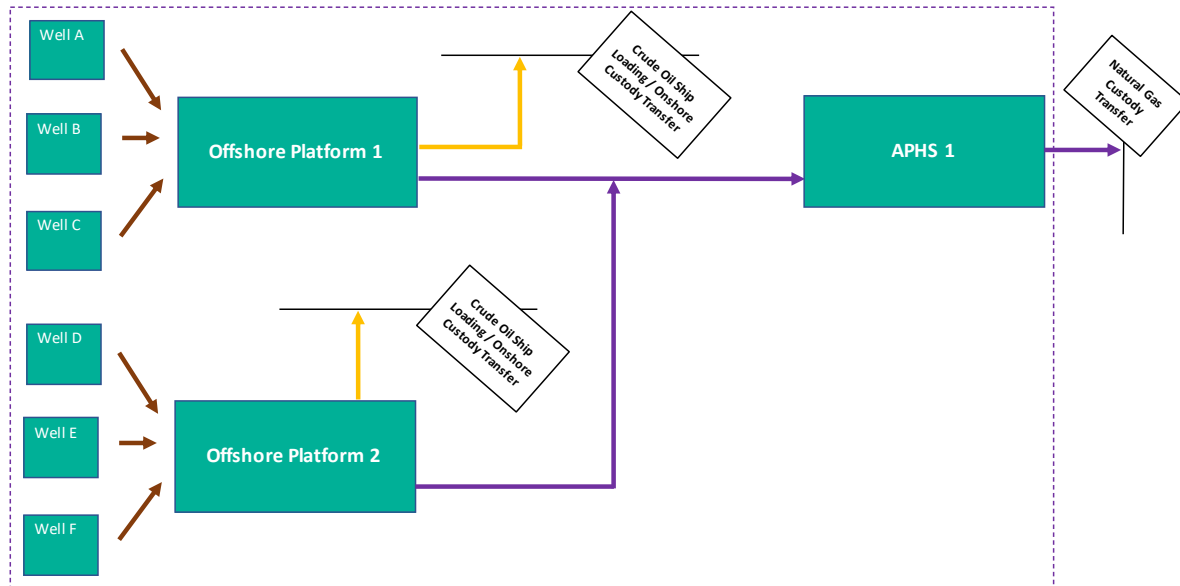 Well A
Well B
Well C
Offshore Platform 1
Crude Oil Ship
Loading / Onshore
Custody Transfer
APHS 1
Natural Gas
Custody
Transfer
Well D
Well E
Well F
Offshore Platform 2
Crude Oil Ship
Loading / Onshore
Custody Transfer